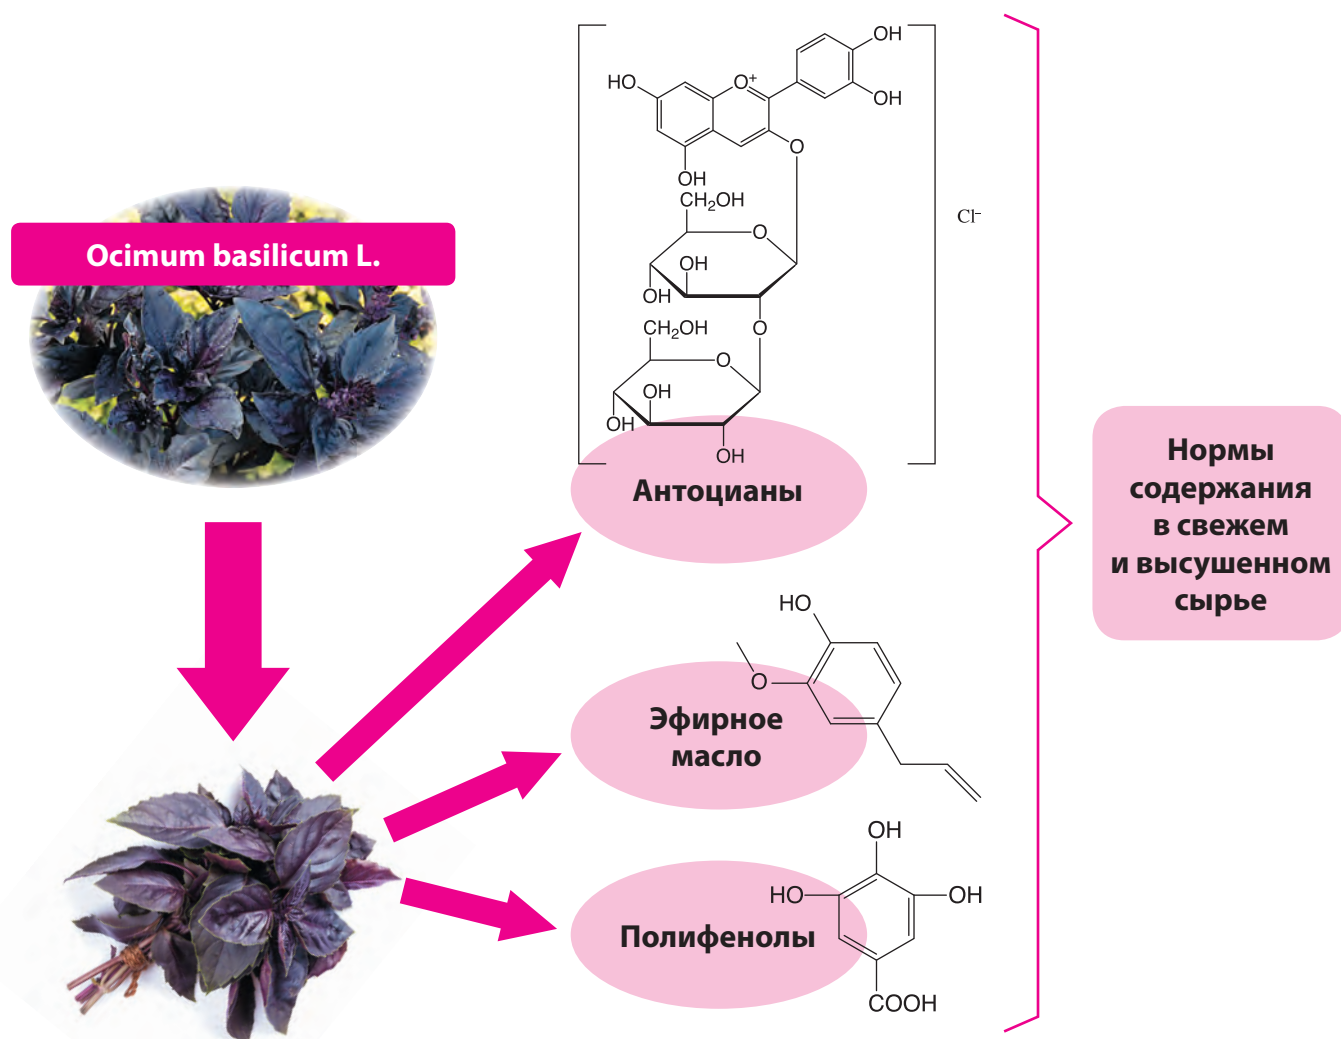 OH
O⁺
HO
OH
O
OH
CH₂OH
Cl⁻
O
Ocimum basilicum L.
OH
OH
O
CH₂OH
O
OH
OH
OH
OH
Антоцианы
Нормы
содержания
в свежем
и высушенном
сырье
HO
O
Эфирное
масло
OH
HO
OH
Полифенолы
COOH